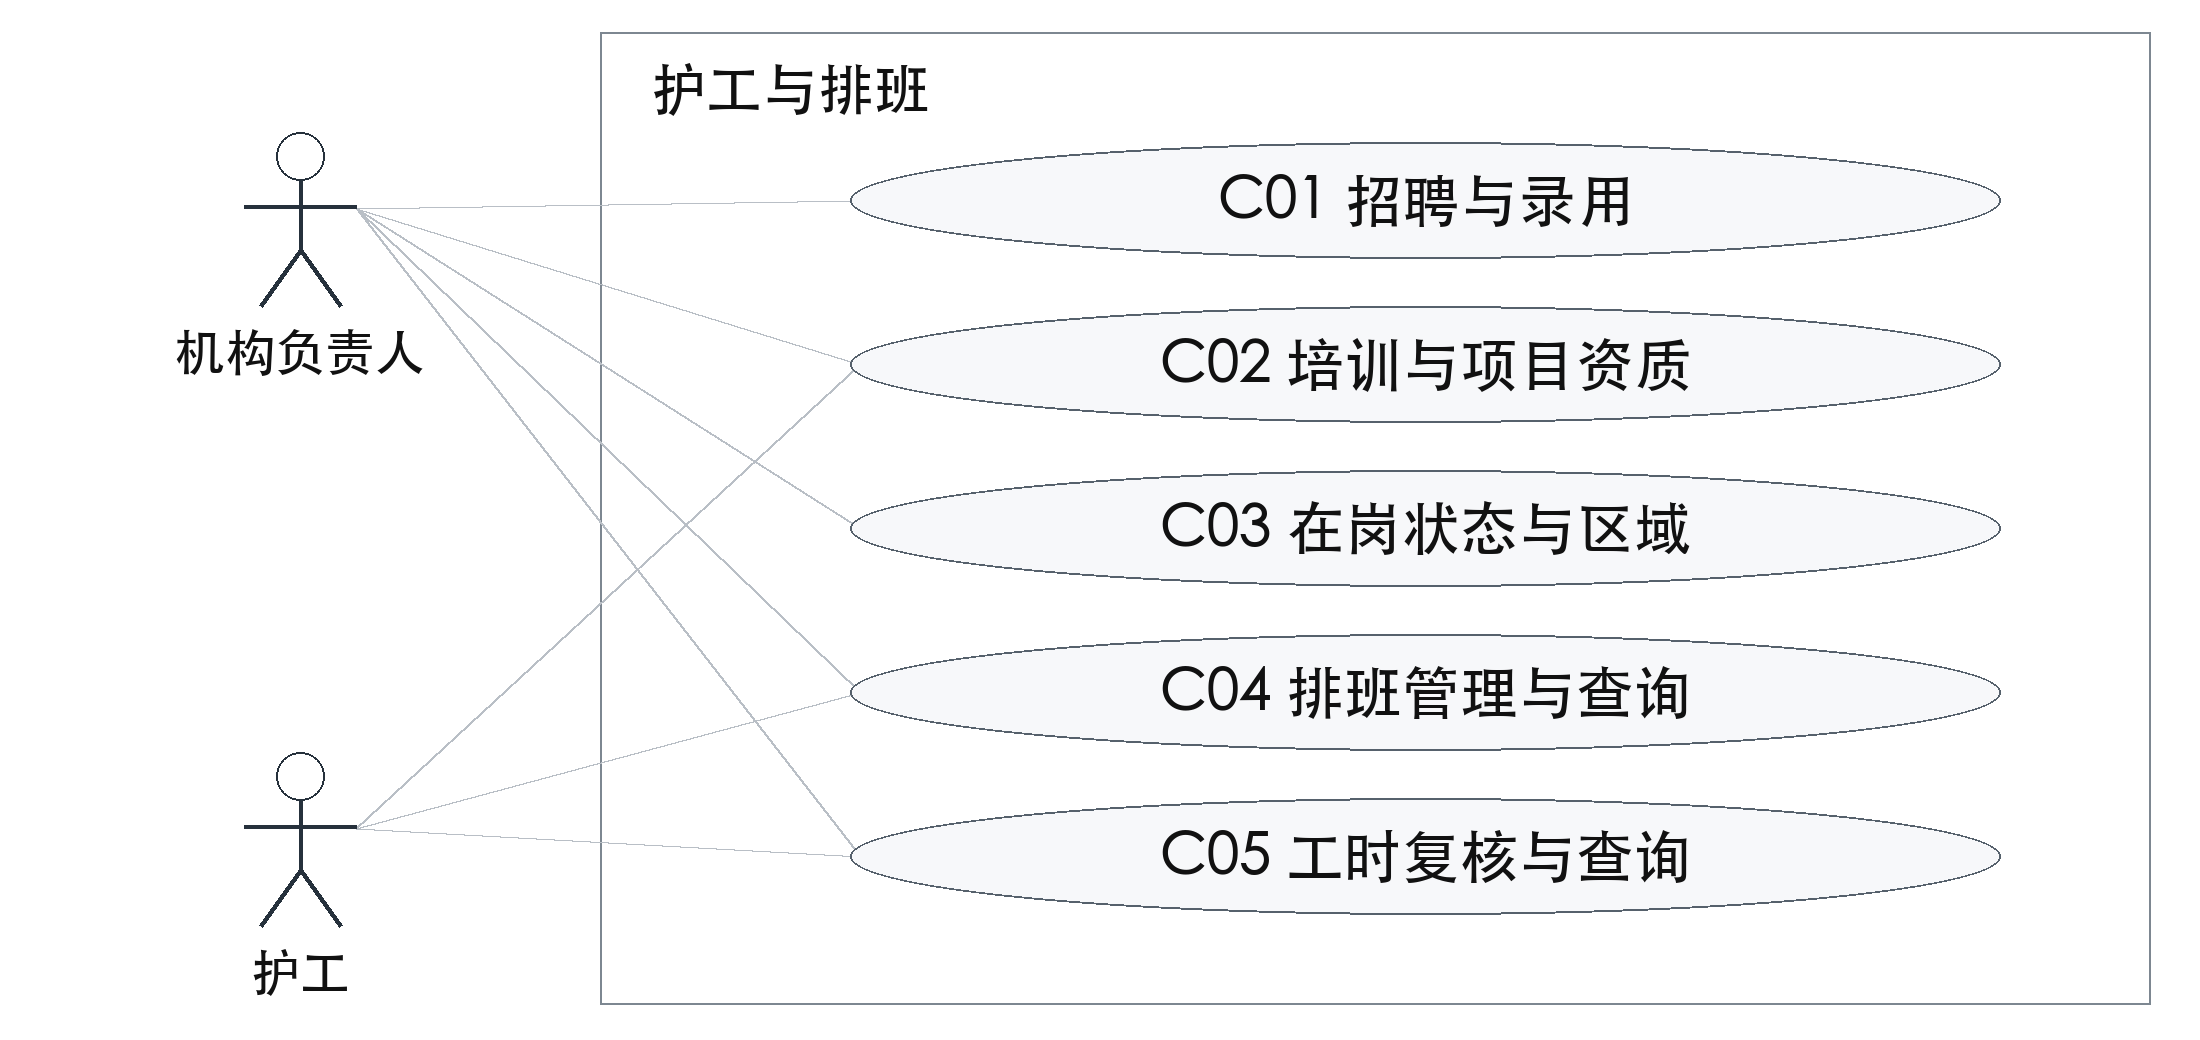 护工与排班
C01 招聘与录用
机构负责人
C02 培训与项目资质
C03 在岗状态与区域
C04 排班管理与查询
C05 工时复核与查询
护工